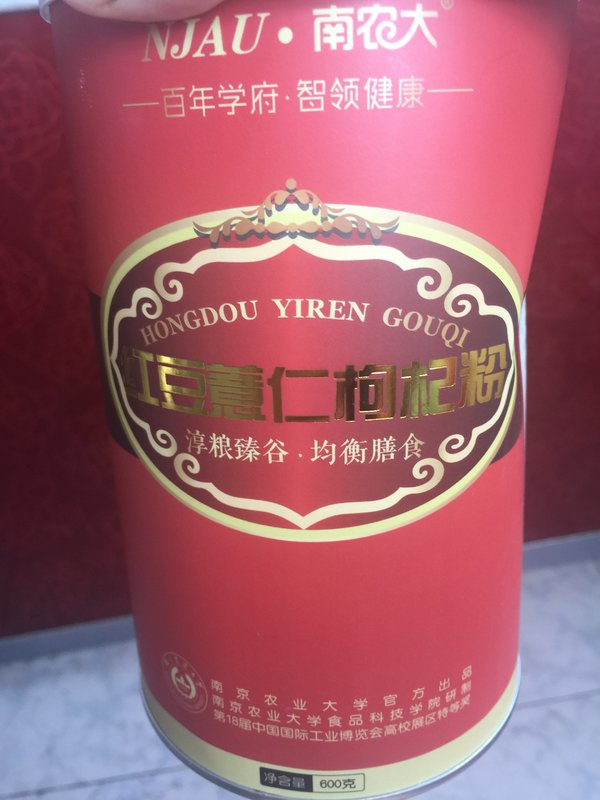 NJAU·南农大®
百年学府·智领健康
HONGDOU YIREN GOUQI
红豆薏仁枸杞粉
淳粮臻谷·均衡膳食
南京农业大学官方出品
南京农业大学食品科技学院研制
第18届中国国际工业博览会高校展区特等奖
净含量 600克